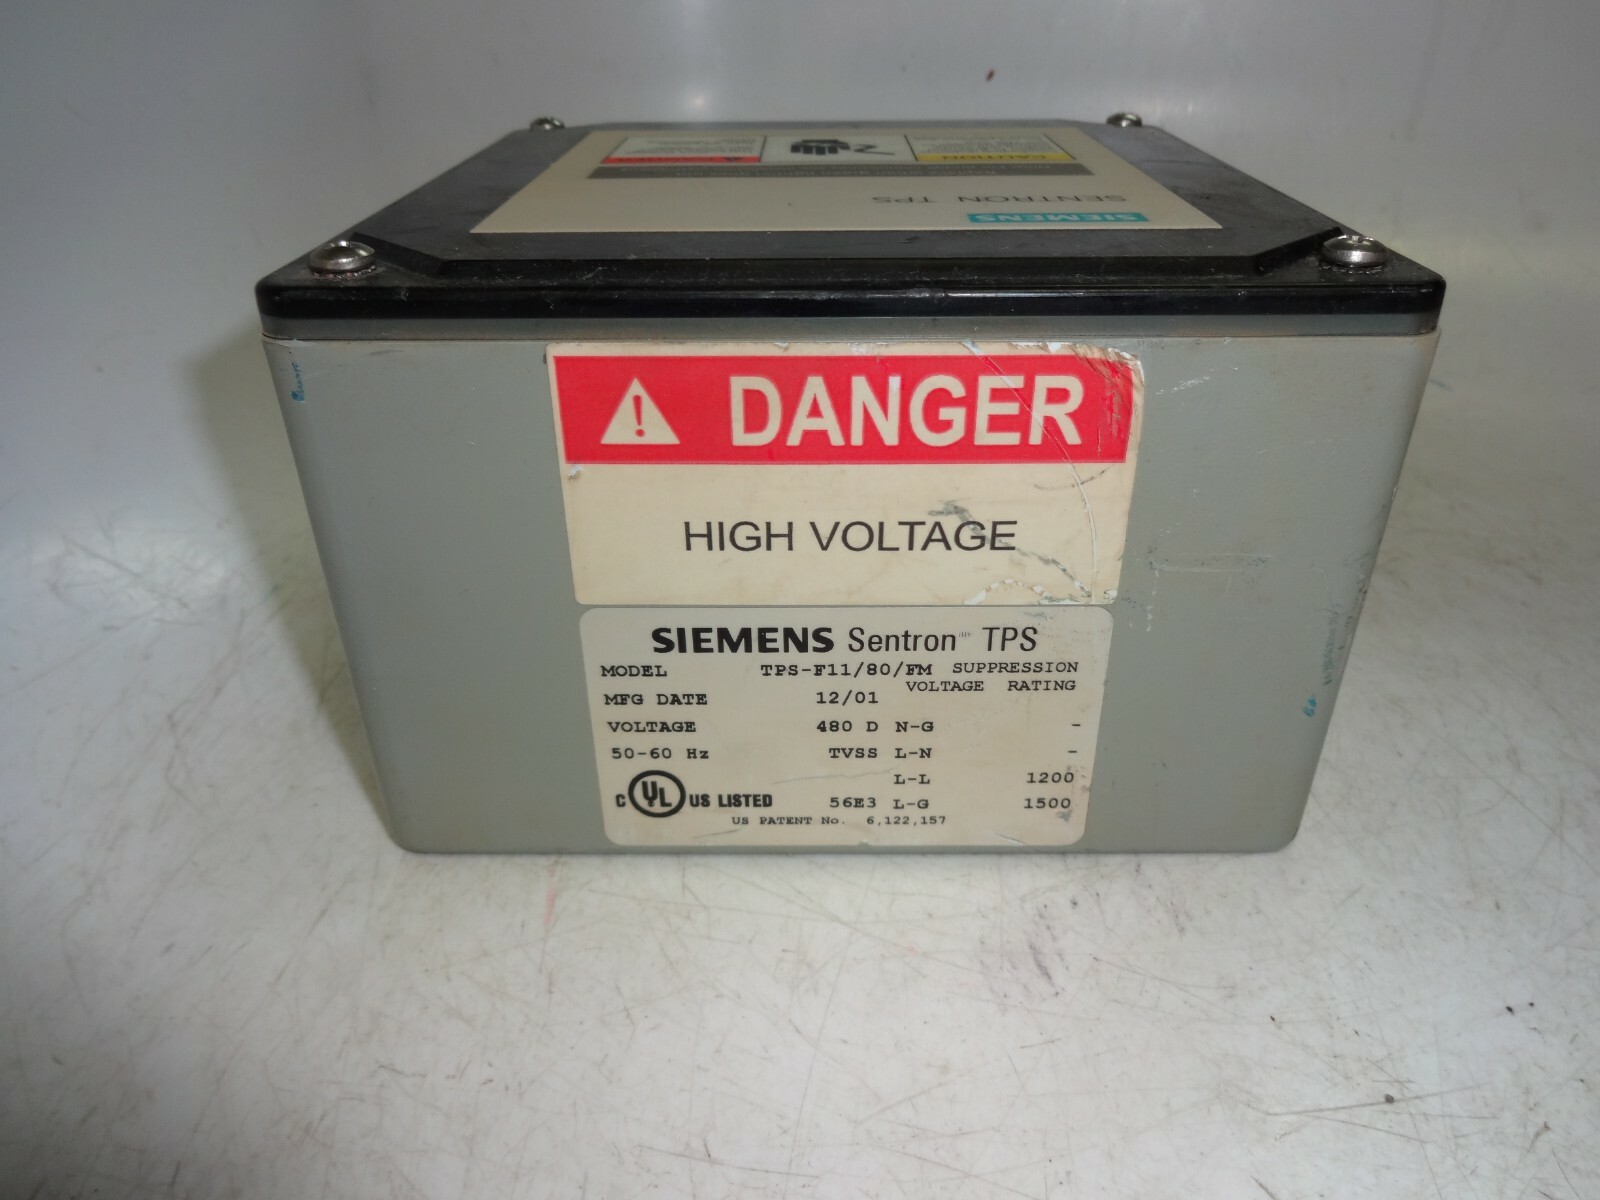 CAUTION
SENTRON TPS
SIEMENS
DANGER
HIGH VOLTAGE
SIEMENS Sentron™ TPS
MODEL TPS-F11/80/FM SUPPRESSION
VOLTAGE RATING
MFG DATE 12/01
VOLTAGE 480 D N-G -
50-60 Hz TVSS L-N -
L-L 1200
C UL US LISTED 56E3 L-G 1500
US PATENT No. 6,122,157